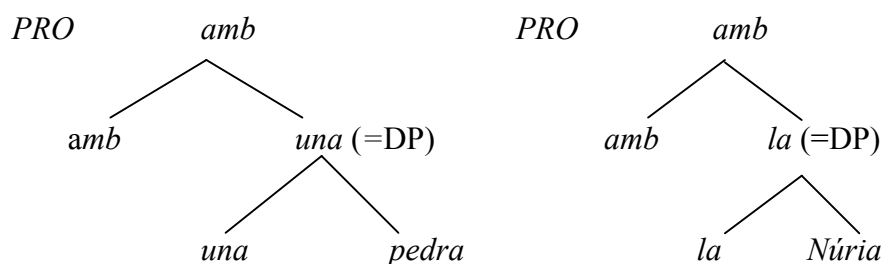 PRO amb PRO amb
amb una (=DP) amb la (=DP)
una pedra la Núria